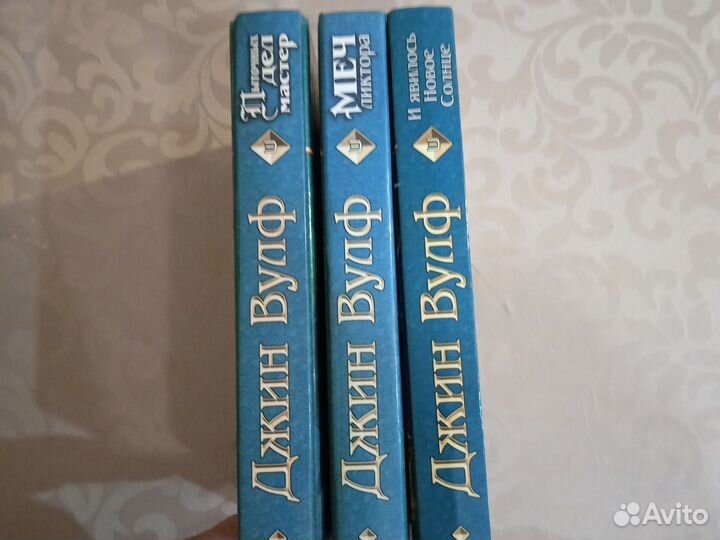 Пыточных
дел
мастер
Джин Вулф
МЕЧ
ликтора
Джин Вулф
И явилось
Новое
Солнце
Джин Вулф
Avito